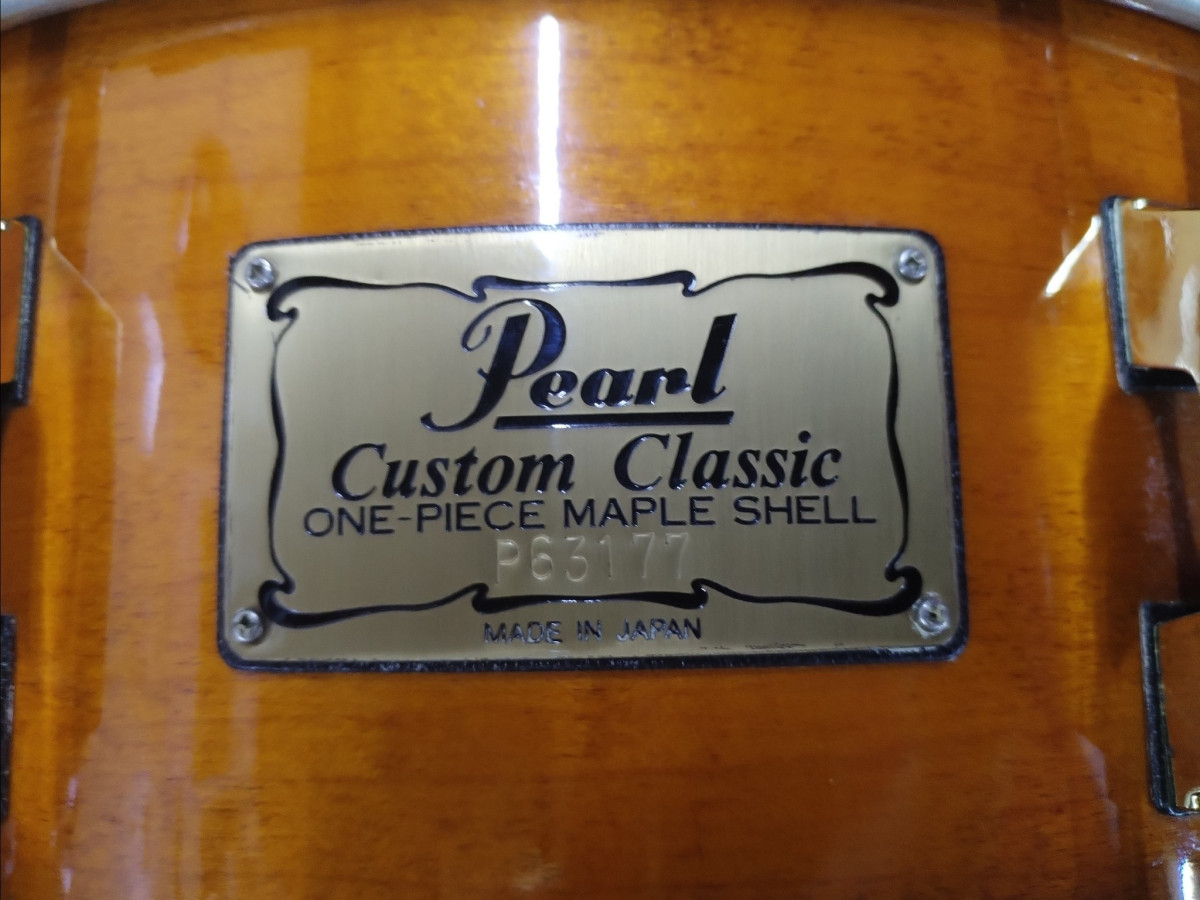 Pearl
Custom Classic
ONE-PIECE MAPLE SHELL
P63177
MADE IN JAPAN